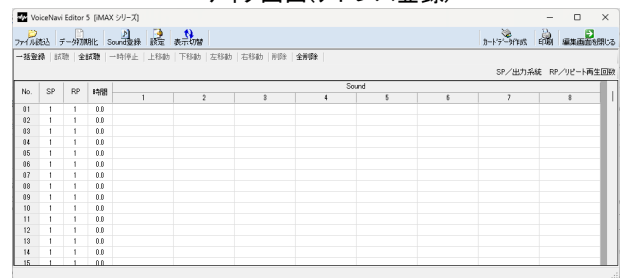 VoiceNavi Editor 5 [iMAX シリーズ]
ファイル読込 データ初期化 Sound登録 設定 表示切替 カードデータ作成 印刷 編集画面を閉じる
一括登録 試聴 全試聴 一時停止 上移動 下移動 左移動 右移動 削除 全削除
SP/出力系統 RP/リピート再生回数
No. SP RP 時間 Sound
1 2 3 4 5 6 7 8
01 1 1 0.0
02 1 1 0.0
03 1 1 0.0
04 1 1 0.0
05 1 1 0.0
06 1 1 0.0
07 1 1 0.0
08 1 1 0.0
09 1 1 0.0
10 1 1 0.0
11 1 1 0.0
12 1 1 0.0
13 1 1 0.0
14 1 1 0.0
15 1 1 0.0